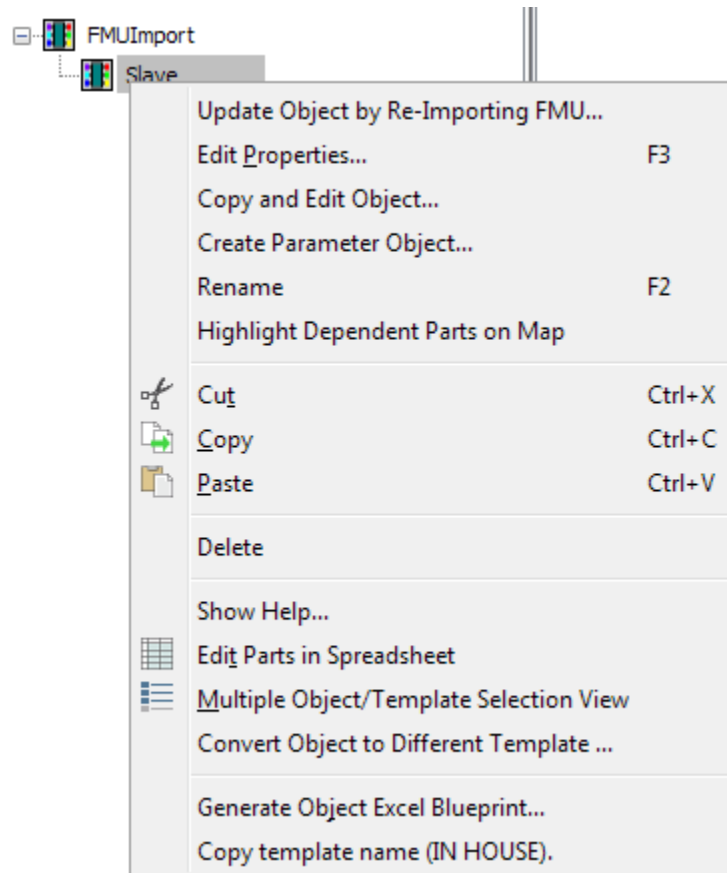 FMUImport
Slave
Update Object by Re-Importing FMU...
Edit Properties... F3
Copy and Edit Object...
Create Parameter Object...
Rename F2
Highlight Dependent Parts on Map
Cut Ctrl+X
Copy Ctrl+C
Paste Ctrl+V
Delete
Show Help...
Edit Parts in Spreadsheet
Multiple Object/Template Selection View
Convert Object to Different Template ...
Generate Object Excel Blueprint...
Copy template name (IN HOUSE).